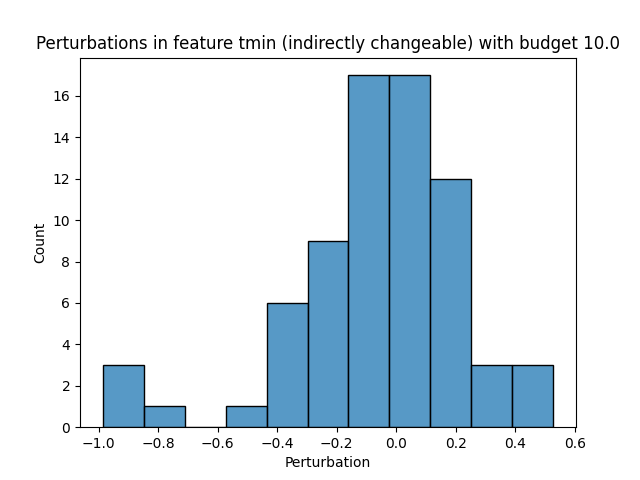 Perturbations in feature tmin (indirectly changeable) with budget 10.0
16
14
12
10
8
6
4
2
0
Count
−1.0 −0.8 −0.6 −0.4 −0.2 0.0 0.2 0.4 0.6
Perturbation